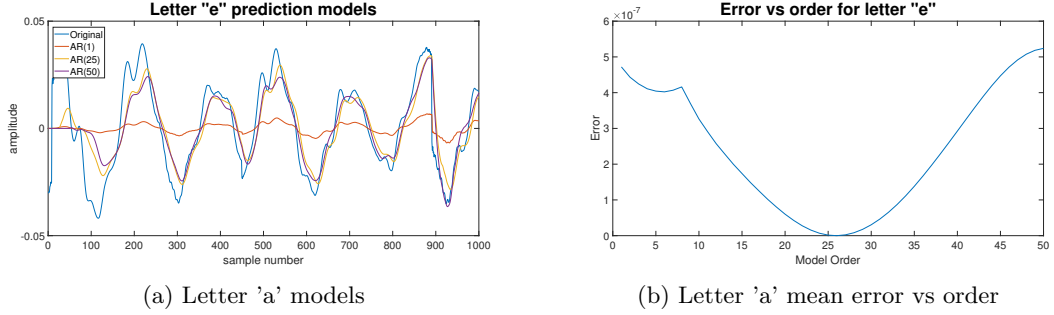 Letter "e" prediction models
Original
AR(1)
AR(25)
AR(50)
0.05
0
-0.05
amplitude
0 100 200 300 400 500 600 700 800 900 1000
sample number
(a) Letter 'a' models
Error vs order for letter "e"
6 ×10-7
5
4
3
2
1
0
Error
0 5 10 15 20 25 30 35 40 45 50
Model Order
(b) Letter 'a' mean error vs order